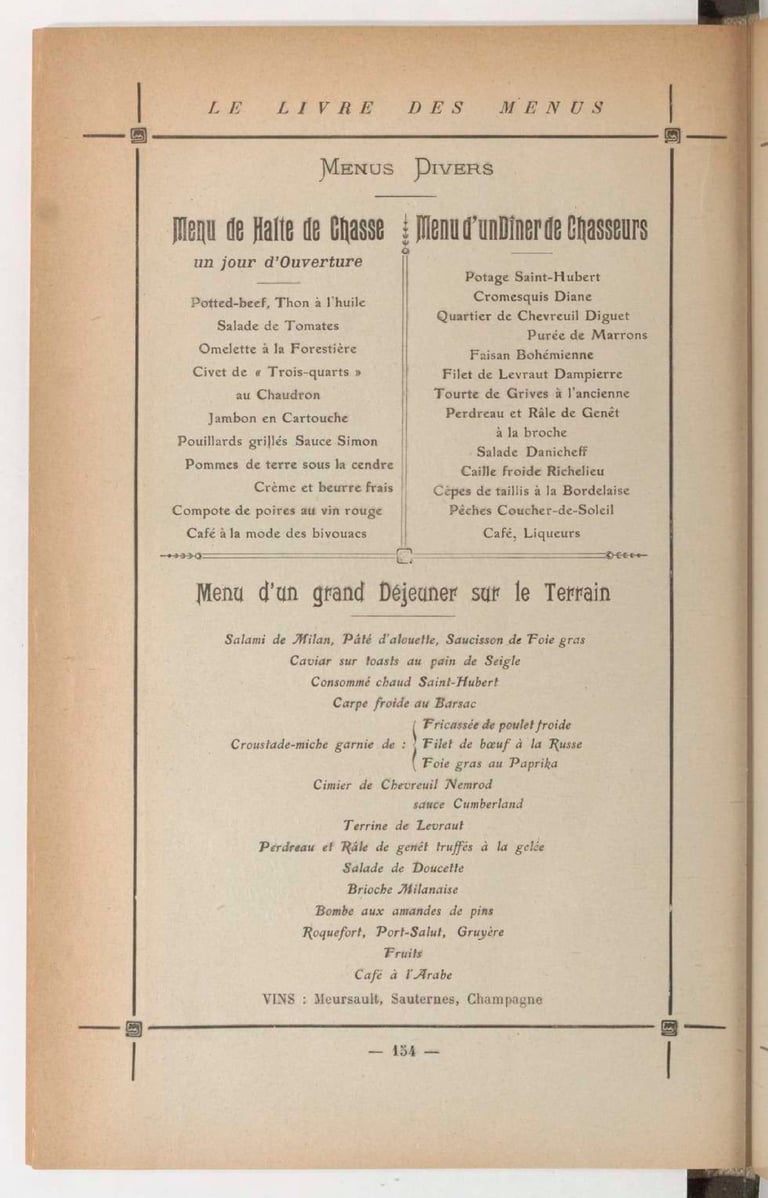 LE LIVRE DES MENUS
Menus Divers
Menu de Halte de Chasse
un jour d'Ouverture
Potted-beef, Thon à l'huile
Salade de Tomates
Omelette à la Forestière
Civet de « Trois-quarts »
au Chaudron
Jambon en Cartouche
Pouillards grillés Sauce Simon
Pommes de terre sous la cendre
Crème et beurre frais
Compote de poires au vin rouge
Café à la mode des bivouacs
Menu d'un Dîner de Chasseurs
Potage Saint-Hubert
Cromesquis Diane
Quartier de Chevreuil Diguet
Purée de Marrons
Faisan Bohémienne
Filet de Levraut Dampierre
Tourte de Grives à l'ancienne
Perdreau et Râle de Genêt
à la broche
Salade Danicheff
Caille froide Richelieu
Cèpes de taillis à la Bordelaise
Pêches Coucher-de-Soleil
Café, Liqueurs
Menu d'un grand Déjeuner sur le Terrain
Salami de Milan, Pâté d'alouette, Saucisson de Foie gras
Caviar sur toasts au pain de Seigle
Consommé chaud Saint-Hubert
Carpe froide au Barsac
Fricassée de poulet froide
Croustade-miche garnie de : Filet de bœuf à la Russe
Foie gras au Paprika
Cimier de Chevreuil Nemrod
sauce Cumberland
Terrine de Levraut
Perdreau et Râle de genêt truffés à la gelée
Salade de Doucette
Brioche Milanaise
Bombe aux amandes de pins
Roquefort, Port-Salut, Gruyère
Fruits
Café à l'Arabe
VINS : Meursault, Sauternes, Champagne
— 154 —